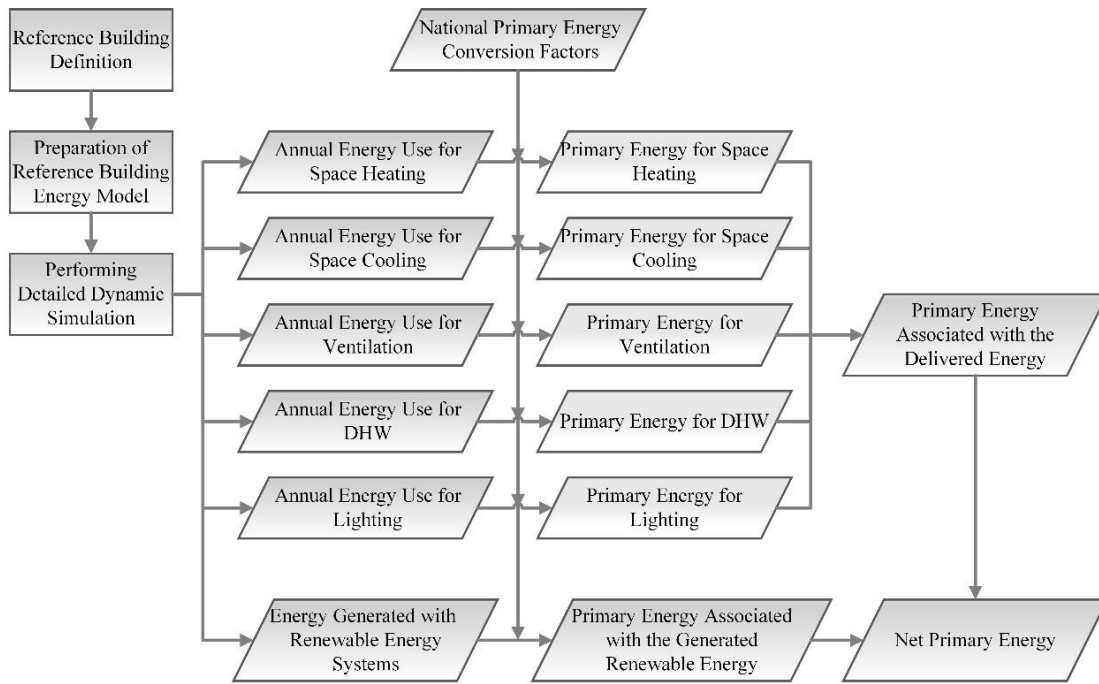 Reference Building
Definition
National Primary Energy
Conversion Factors
Preparation of
Reference Building
Energy Model
Performing
Detailed Dynamic
Simulation
Annual Energy Use for
Space Heating
Primary Energy for Space
Heating
Annual Energy Use for
Space Cooling
Primary Energy for Space
Cooling
Annual Energy Use for
Ventilation
Primary Energy for
Ventilation
Primary Energy
Associated with the
Delivered Energy
Annual Energy Use for
DHW
Primary Energy for DHW
Annual Energy Use for
Lighting
Primary Energy for
Lighting
Energy Generated with
Renewable Energy
Systems
Primary Energy Associated
with the Generated
Renewable Energy
Net Primary Energy